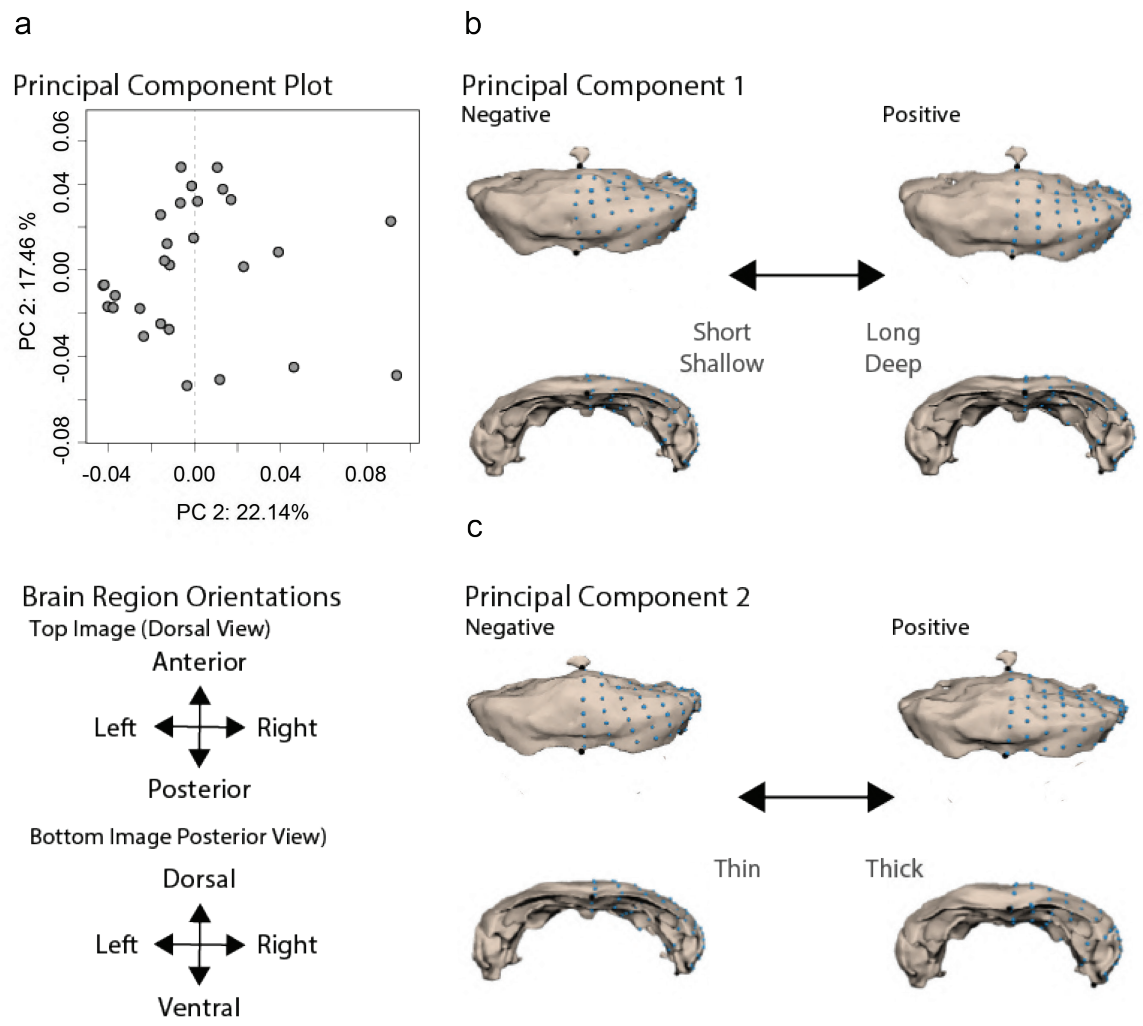 a
Principal Component Plot
0.06
0.04
0.00
-0.04
-0.08
PC 2: 17.46 %
-0.04 0.00 0.04 0.08
PC 2: 22.14%
Brain Region Orientations
Top Image (Dorsal View)
Anterior
Left Right
Posterior
Bottom Image Posterior View)
Dorsal
Left Right
Ventral
b
Principal Component 1
Negative Positive
Short Long
Shallow Deep
c
Principal Component 2
Negative Positive
Thin Thick